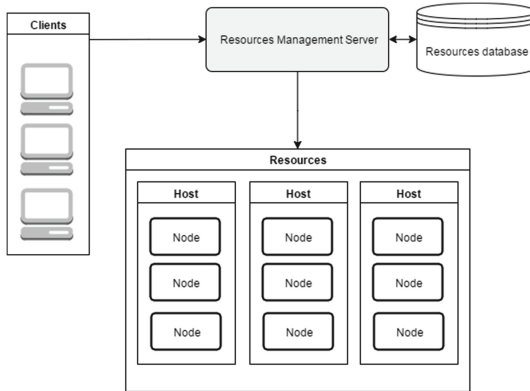 Clients
Resources Management Server
Resources database
Resources
Host
Host
Host
Node
Node
Node
Node
Node
Node
Node
Node
Node